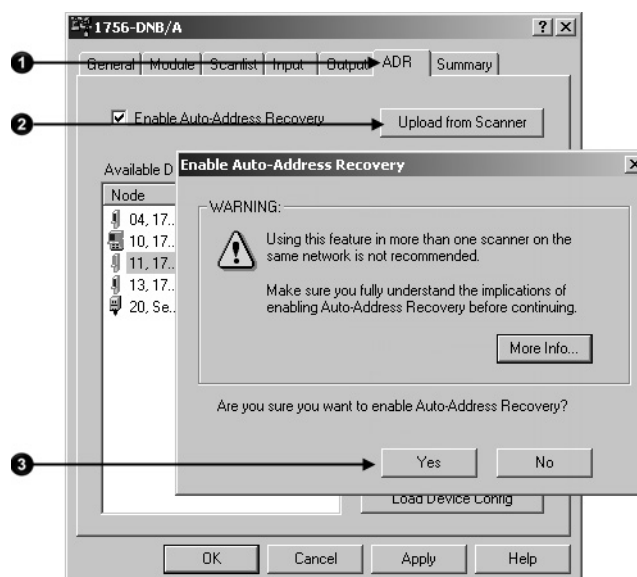 1756-DNB/A
1
General Module Scanlist Input Output ADR Summary
2
Enable Auto-Address Recovery
Upload from Scanner
Available D
Node
04, 17...
10, 17...
11, 17...
13, 17...
20, Se...
Enable Auto-Address Recovery
WARNING:
Using this feature in more than one scanner on the
same network is not recommended.
Make sure you fully understand the implications of
enabling Auto-Address Recovery before continuing.
More Info...
Are you sure you want to enable Auto-Address Recovery?
3
Yes No
Load Device Config
OK Cancel Apply Help